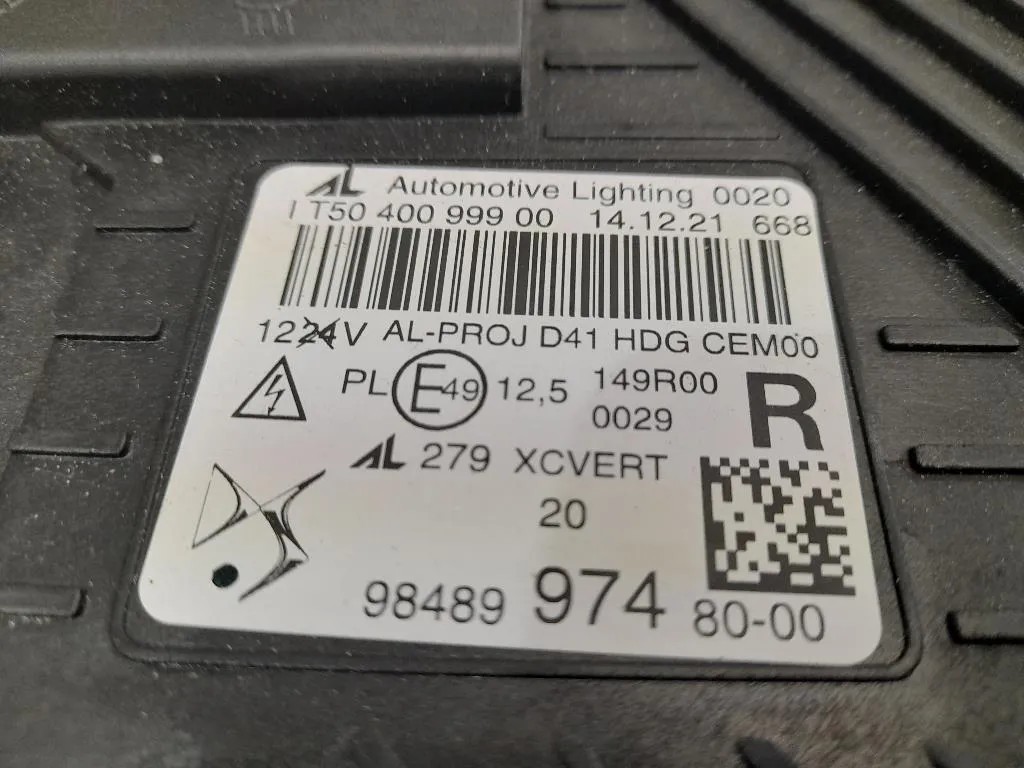 AL Automotive Lighting 0020
I T50 400 999 00 14.12.21 668
1224V AL-PROJ D41 HDG CEM00
PL E49 12,5 149R00
0029
R
AL 279 XCVERT
20
DS
98489 974 80-00